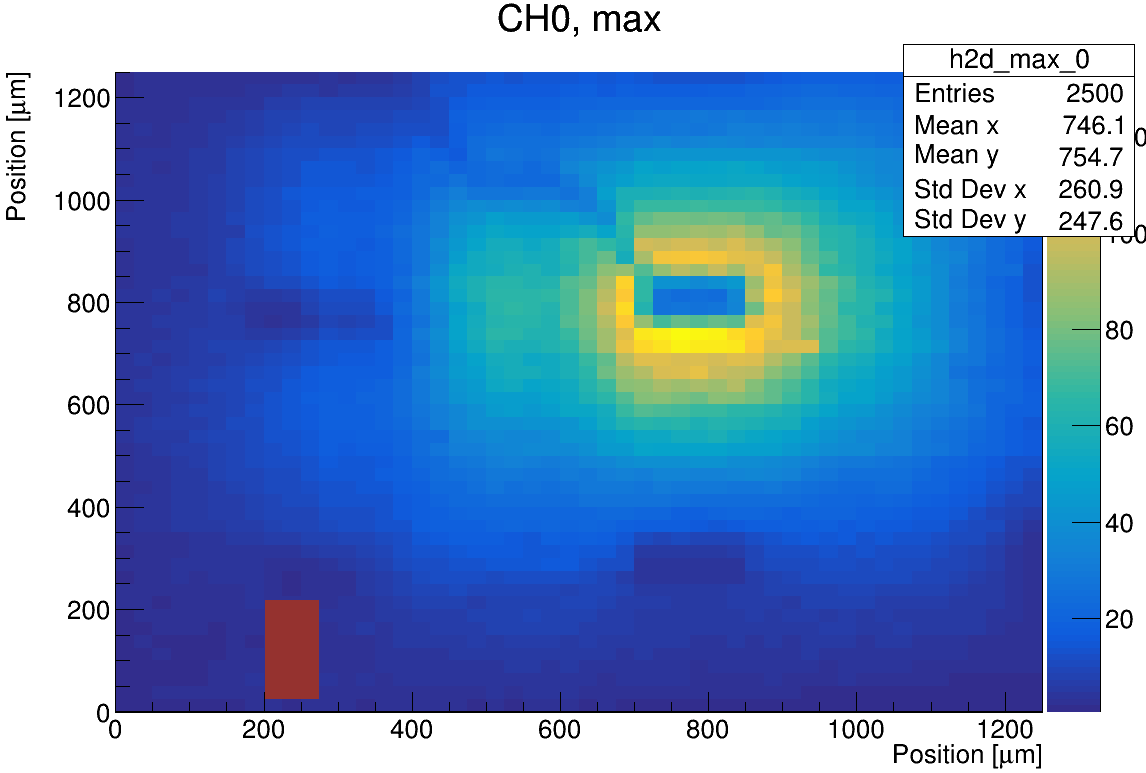 CH0, max
h2d_max_0
Entries 2500
Mean x 746.1
Mean y 754.7
Std Dev x 260.9
Std Dev y 247.6
Position [μm]
1200
1000
800
600
400
200
0
0 200 400 600 800 1000 1200
Position [μm]
80
60
40
20